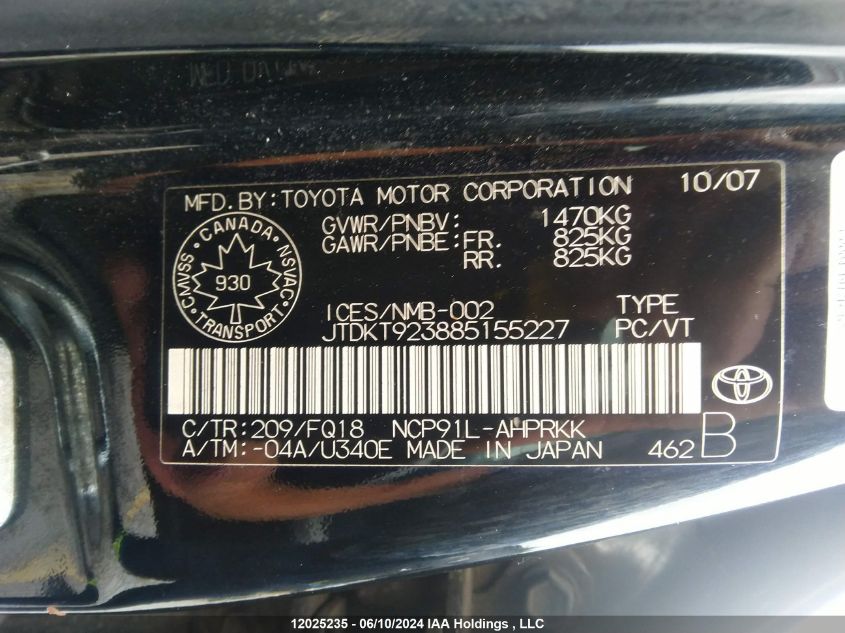 MFD.BY:TOYOTA MOTOR CORPORATION 10/07
GVWR/PNBV: 1470KG
GAWR/PNBE:FR. 825KG
RR. 825KG
CANADA
CMVSS NSVAC
930
TRANSPORT
ICES/NMB-002 TYPE
JTDKT923885155227 PC/VT
C/TR:209/FQ18 NCP91L-AHPRKK
A/TM:-04A/U340E MADE IN JAPAN 462 B
12025235 - 06/10/2024 IAA Holdings , LLC